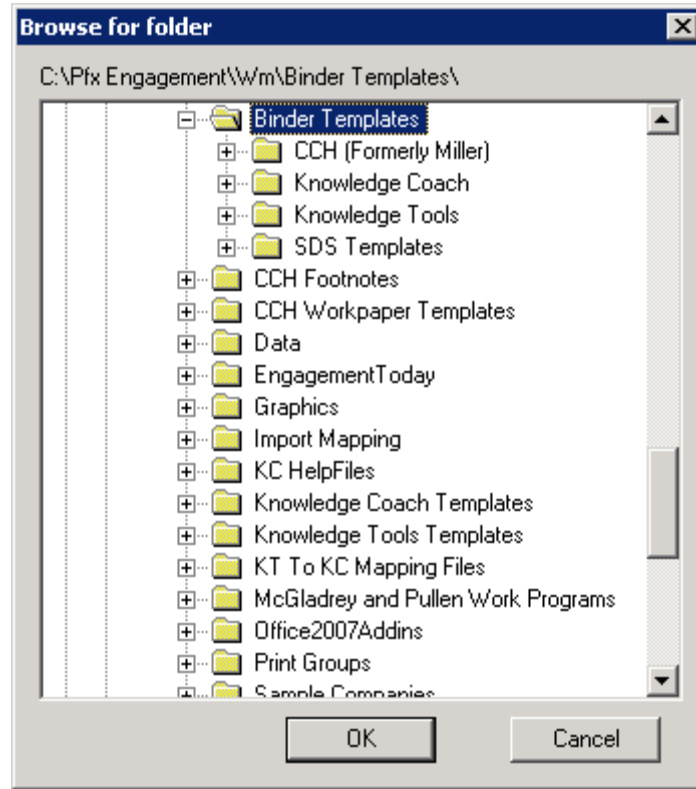 Browse for folder
C:\Pfx Engagement\Wm\Binder Templates\
Binder Templates
CCH (Formerly Miller)
Knowledge Coach
Knowledge Tools
SDS Templates
CCH Footnotes
CCH Workpaper Templates
Data
EngagementToday
Graphics
Import Mapping
KC HelpFiles
Knowledge Coach Templates
Knowledge Tools Templates
KT To KC Mapping Files
McGladrey and Pullen Work Programs
Office2007Addins
Print Groups
Sample Companies
OK Cancel